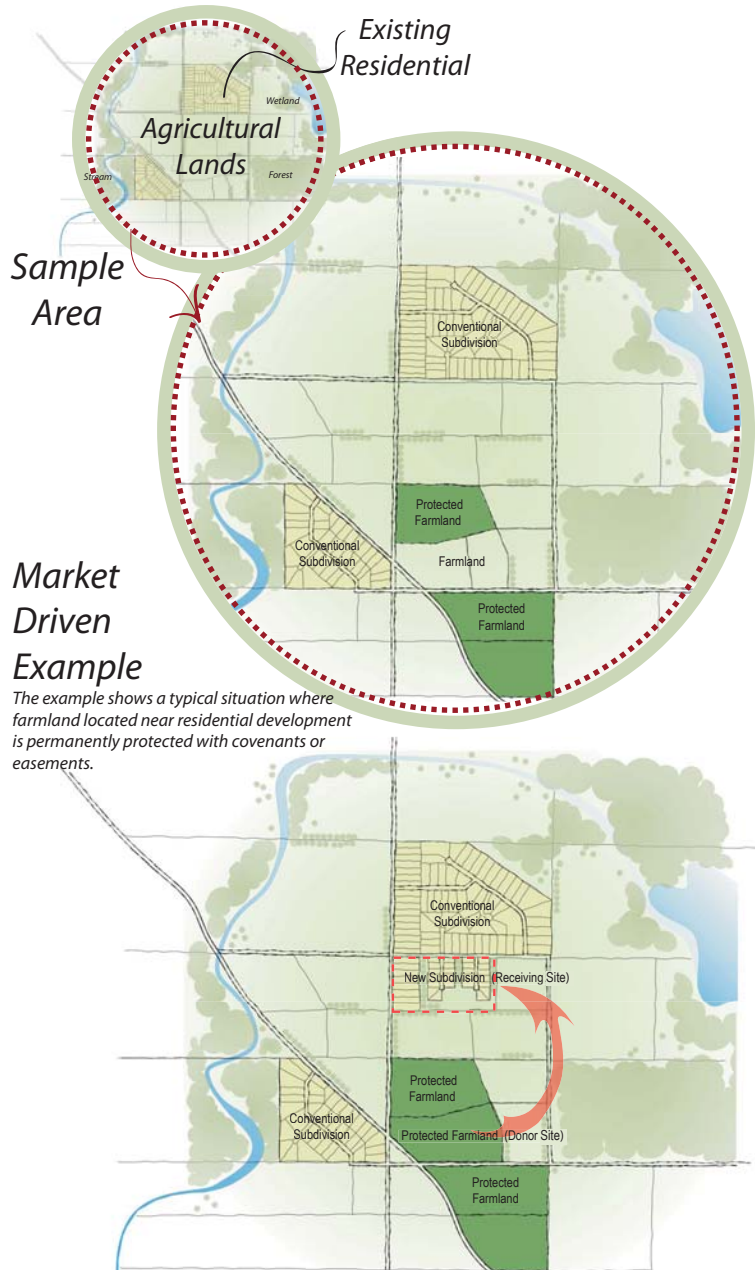 Existing
Residential
Wetland
Agricultural
Lands
Stream
Forest
Sample
Area
Conventional
Subdivision
Protected
Farmland
Conventional
Subdivision
Farmland
Protected
Farmland
Market
Driven
Example
The example shows a typical situation where
farmland located near residential development
is permanently protected with covenants or
easements.
Conventional
Subdivision
New Subdivision (Receiving Site)
Protected
Farmland
Conventional
Subdivision
Protected Farmland (Donor Site)
Protected
Farmland